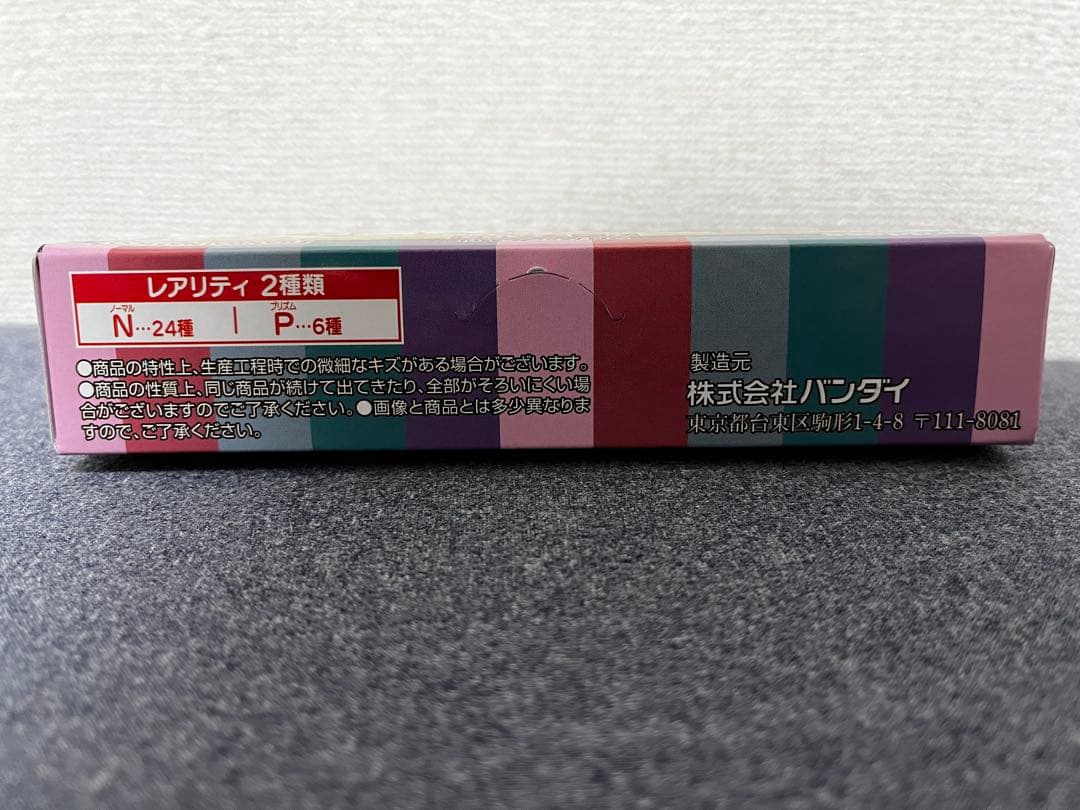 レアリティ 2種類
ノーマル プリズム
N…24種 | P…6種
●商品の特性上、生産工程時での微細なキズがある場合がございます。
●商品の性質上、同じ商品が続けて出てきたり、全部がそろいにくい場
合がございますのでご了承ください。●画像と商品とは多少異なりま
すので、ご了承ください。
製造元
株式会社バンダイ
東京都台東区駒形1-4-8 〒111-8081